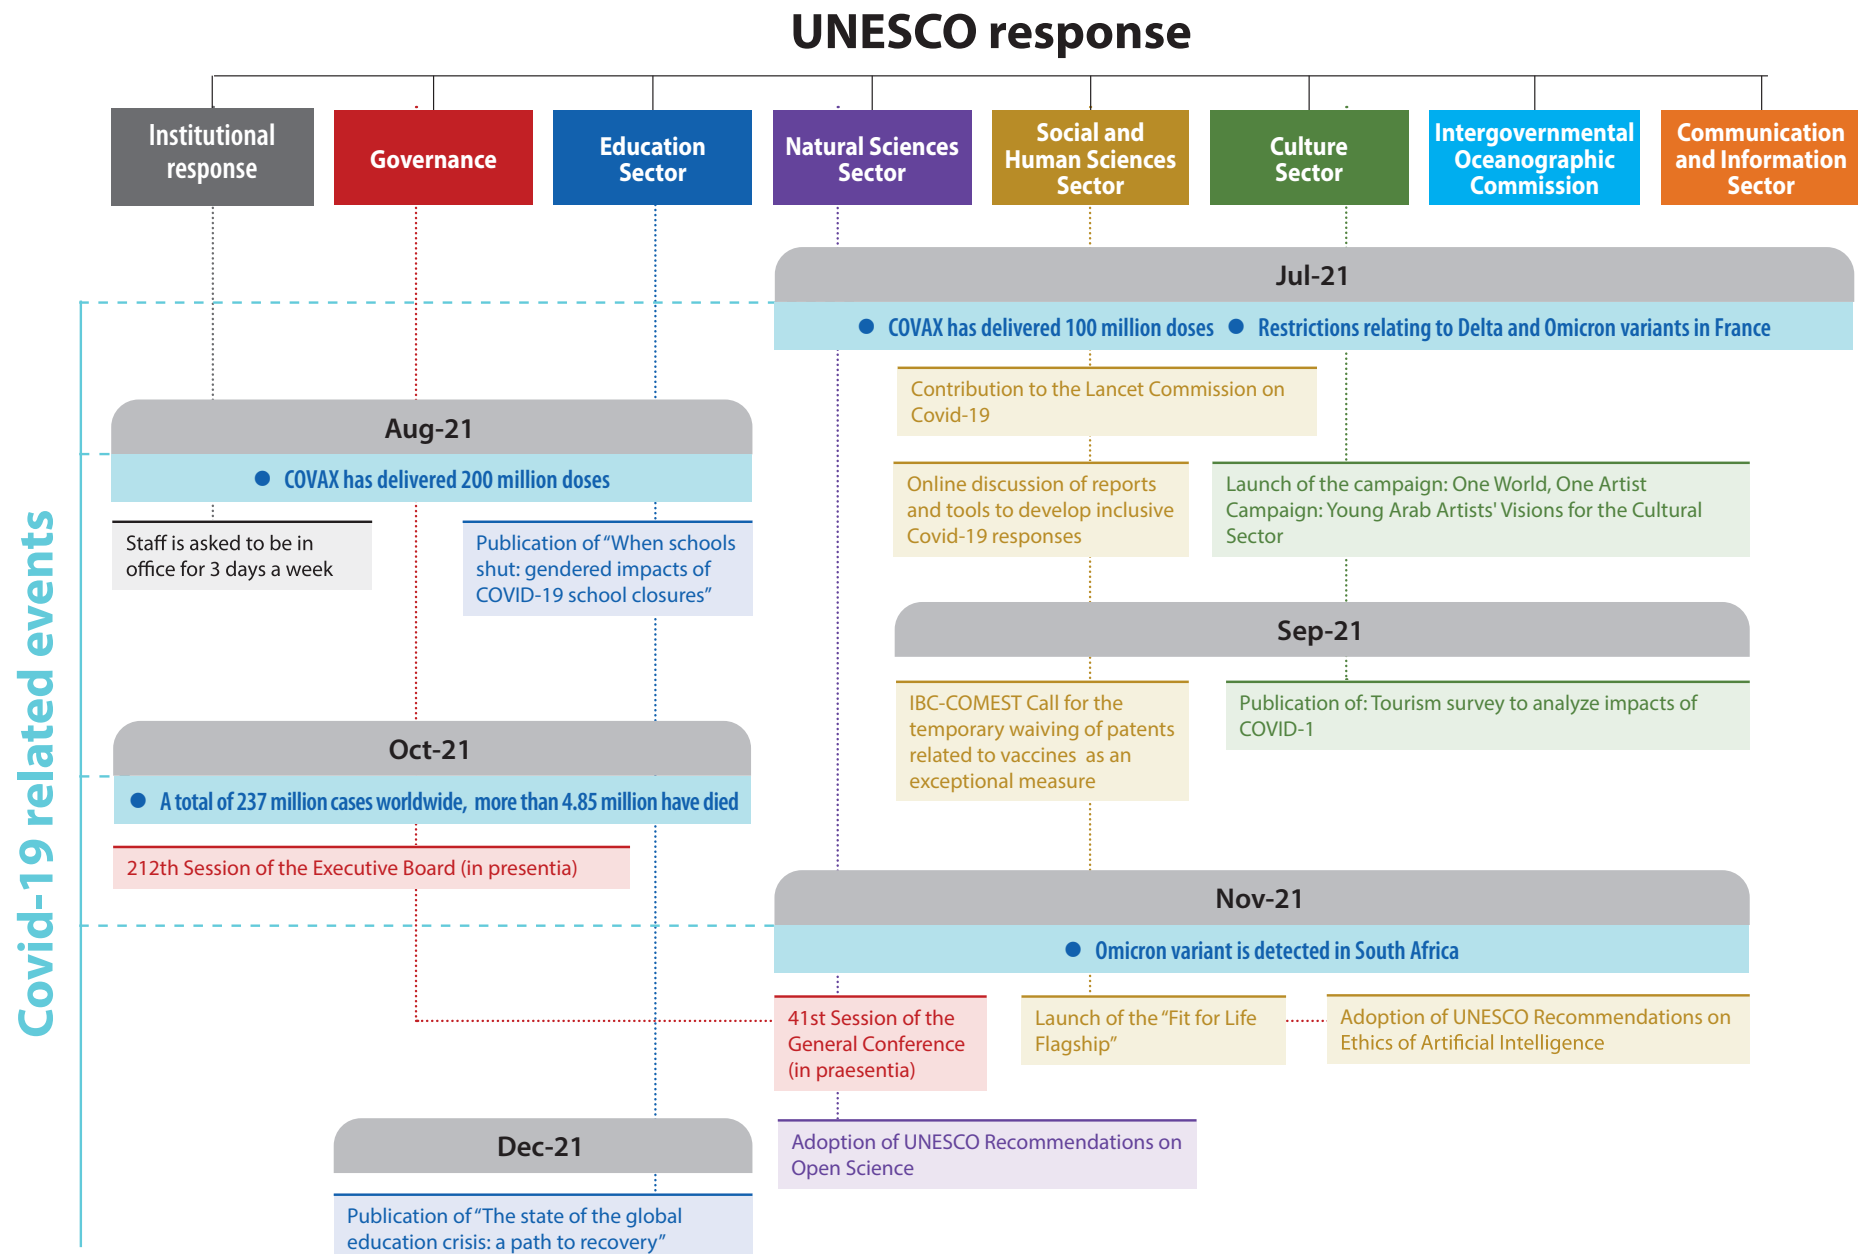 UNESCO response
Institutional
response
Governance
Education
Sector
Natural Sciences
Sector
Social and
Human Sciences
Sector
Culture
Sector
Intergovernmental
Oceanographic
Commission
Communication
and Information
Sector
Covid-19 related events
Jul-21
● COVAX has delivered 100 million doses ● Restrictions relating to Delta and Omicron variants in France
Contribution to the Lancet Commission on
Covid-19
Online discussion of reports
and tools to develop inclusive
Covid-19 responses
Launch of the campaign: One World, One Artist
Campaign: Young Arab Artists' Visions for the Cultural
Sector
Aug-21
● COVAX has delivered 200 million doses
Staff is asked to be in
office for 3 days a week
Publication of “When schools
shut: gendered impacts of
COVID-19 school closures”
Sep-21
IBC-COMEST Call for the
temporary waiving of patents
related to vaccines as an
exceptional measure
Publication of: Tourism survey to analyze impacts of
COVID-1
Oct-21
● A total of 237 million cases worldwide, more than 4.85 million have died
212th Session of the Executive Board (in presentia)
Nov-21
● Omicron variant is detected in South Africa
41st Session of the
General Conference
(in praesentia)
Launch of the “Fit for Life
Flagship”
Adoption of UNESCO Recommendations on
Ethics of Artificial Intelligence
Adoption of UNESCO Recommendations on
Open Science
Dec-21
Publication of “The state of the global
education crisis: a path to recovery”